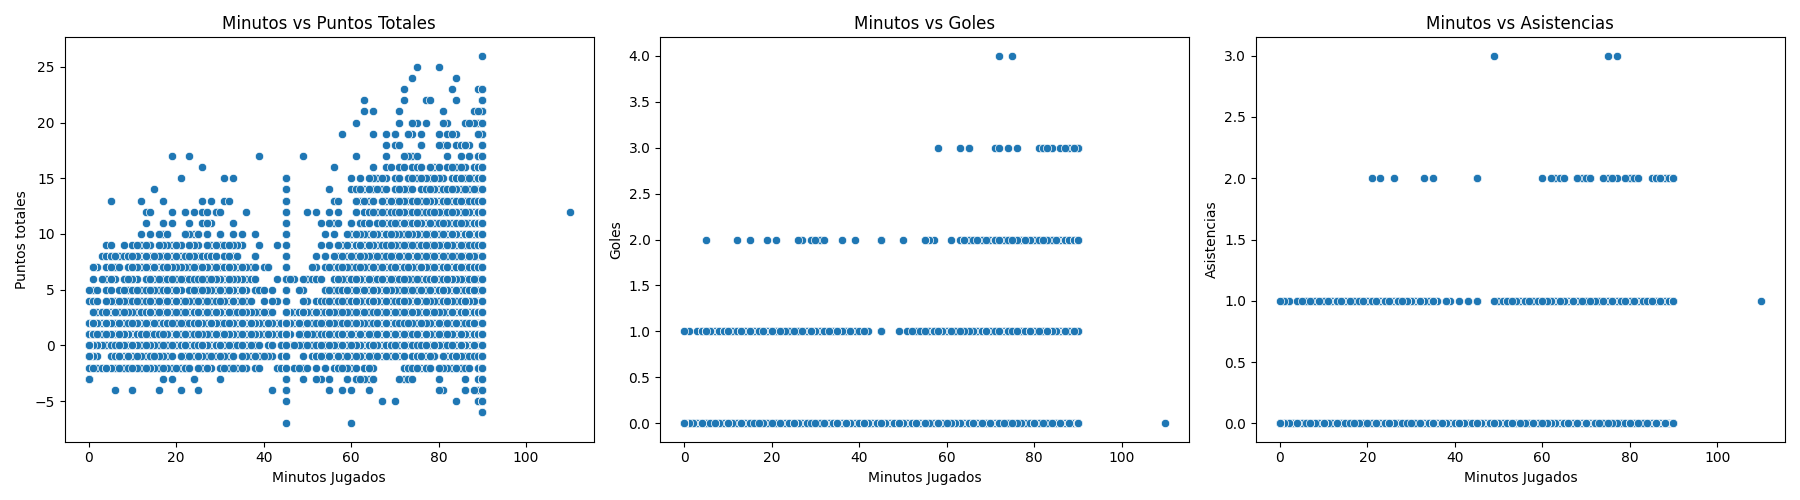 Minutos vs Puntos Totales
Puntos totales
25
20
15
10
5
0
−5
0 20 40 60 80 100
Minutos Jugados
Minutos vs Goles
Goles
4.0
3.5
3.0
2.5
2.0
1.5
1.0
0.5
0.0
0 20 40 60 80 100
Minutos Jugados
Minutos vs Asistencias
Asistencias
3.0
2.5
2.0
1.5
1.0
0.5
0.0
0 20 40 60 80 100
Minutos Jugados